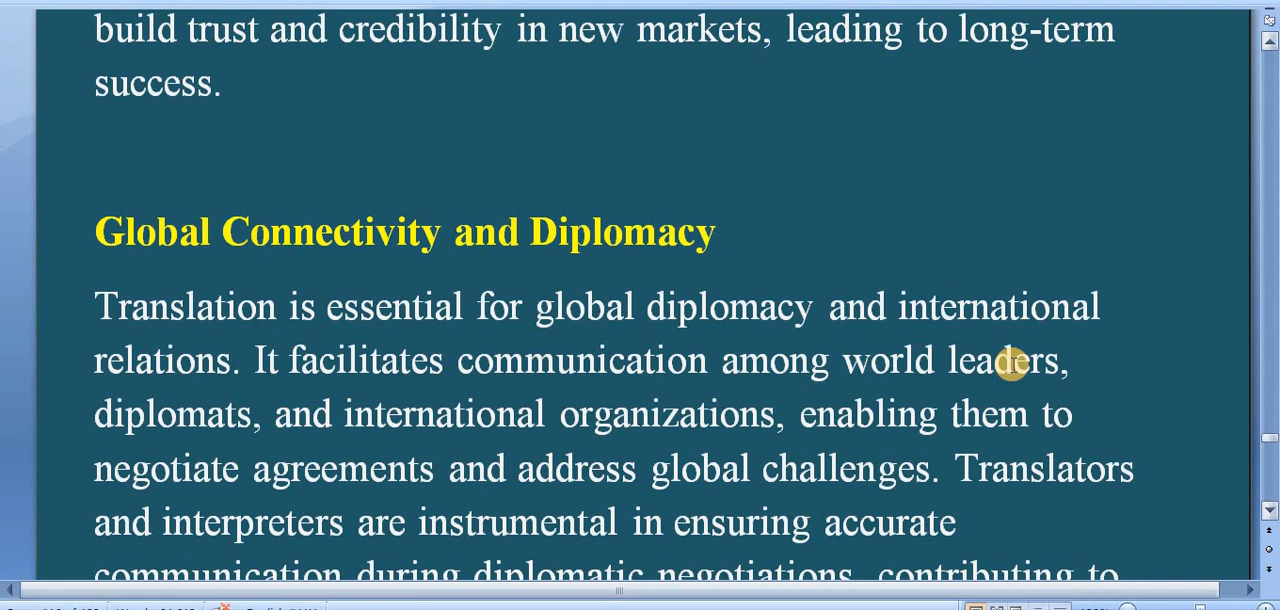 build trust and credibility in new markets, leading to long-term
success.
Global Connectivity and Diplomacy
Translation is essential for global diplomacy and international
relations. It facilitates communication among world leaders,
diplomats, and international organizations, enabling them to
negotiate agreements and address global challenges. Translators
and interpreters are instrumental in ensuring accurate
communication during diplomatic negotiations, contributing to